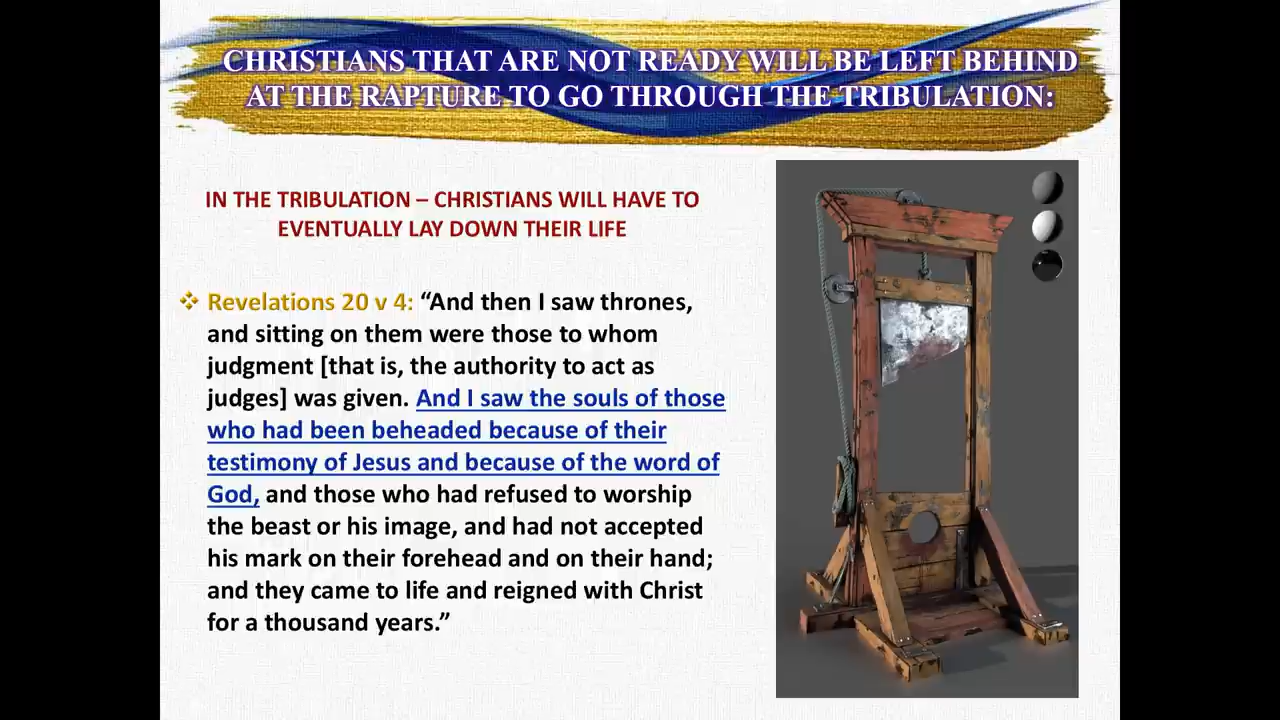 CHRISTIANS THAT ARE NOT READY WILL BE LEFT BEHIND
AT THE RAPTURE TO GO THROUGH THE TRIBULATION:
IN THE TRIBULATION – CHRISTIANS WILL HAVE TO
EVENTUALLY LAY DOWN THEIR LIFE
❖ Revelations 20 v 4: “And then I saw thrones,
and sitting on them were those to whom
judgment [that is, the authority to act as
judges] was given. And I saw the souls of those
who had been beheaded because of their
testimony of Jesus and because of the word of
God, and those who had refused to worship
the beast or his image, and had not accepted
his mark on their forehead and on their hand;
and they came to life and reigned with Christ
for a thousand years.”